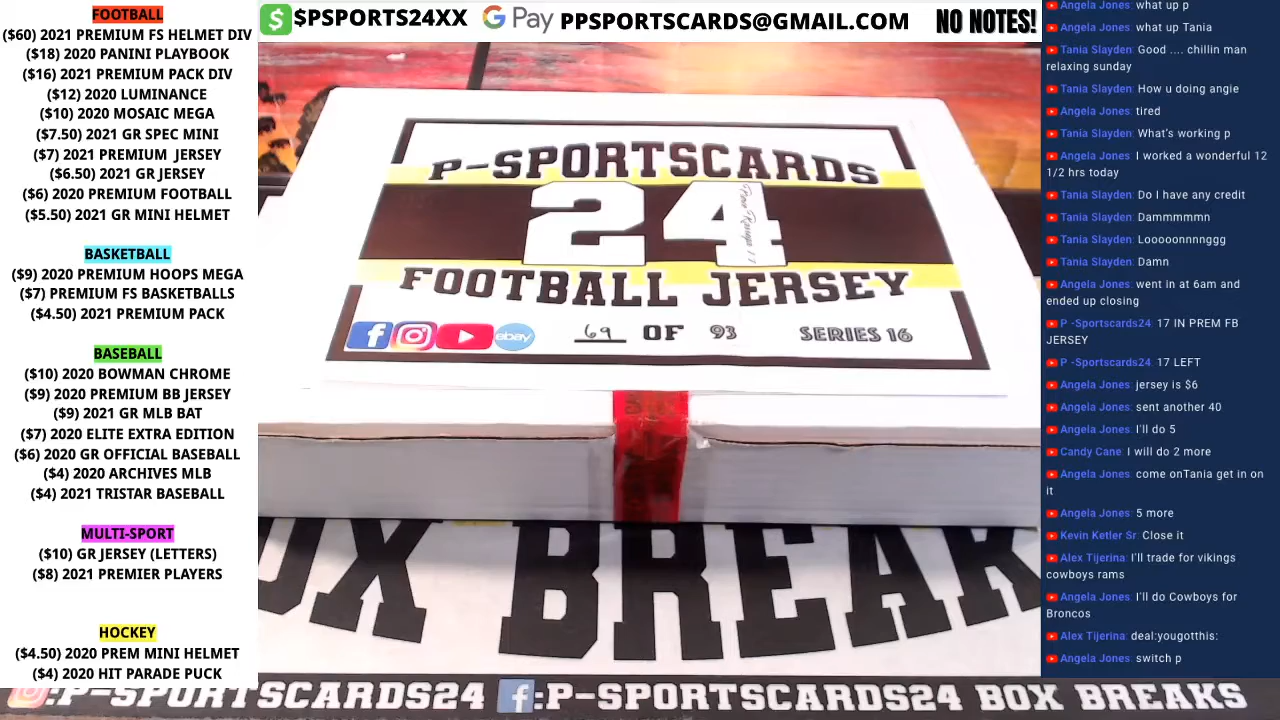 FOOTBALL
($60) 2021 PREMIUM FS HELMET DIV
($18) 2020 PANINI PLAYBOOK
($16) 2021 PREMIUM PACK DIV
($12) 2020 LUMINANCE
($10) 2020 MOSAIC MEGA
($7.50) 2021 GR SPEC MINI
($7) 2021 PREMIUM JERSEY
($6.50) 2021 GR JERSEY
($6) 2020 PREMIUM FOOTBALL
($5.50) 2021 GR MINI HELMET
BASKETBALL
($9) 2020 PREMIUM HOOPS MEGA
($7) PREMIUM FS BASKETBALLS
($4.50) 2021 PREMIUM PACK
BASEBALL
($10) 2020 BOWMAN CHROME
($9) 2020 PREMIUM BB JERSEY
($9) 2021 GR MLB BAT
($7) 2020 ELITE EXTRA EDITION
($6) 2020 GR OFFICIAL BASEBALL
($4) 2020 ARCHIVES MLB
($4) 2021 TRISTAR BASEBALL
MULTI-SPORT
($10) GR JERSEY (LETTERS)
($8) 2021 PREMIER PLAYERS
HOCKEY
($4.50) 2020 PREM MINI HELMET
($4) 2020 HIT PARADE PUCK
$PSPORTS24XX G Pay PPSPORTSCARDS@GMAIL.COM NO NOTES!
P-SPORTSCARDS
24
FOOTBALL JERSEY
ebay 69 OF 93 SERIES 16
OX BREAK
:P-SPORTSCARDS24 :P-SPORTSCARDS24 BOX BREAKS
Angela Jones: what up p
Angela Jones: what up Tania
Tania Slayden: Good .... chillin man
relaxing sunday
Tania Slayden: How u doing angie
Angela Jones: tired
Tania Slayden: What's working p
Angela Jones: I worked a wonderful 12
1/2 hrs today
Tania Slayden: Do I have any credit
Tania Slayden: Dammmmmn
Tania Slayden: Looooonnnngg
Tania Slayden: Damn
Angela Jones: went in at 6am and
ended up closing
P -Sportscards24: 17 IN PREM FB
JERSEY
P -Sportscards24: 17 LEFT
Angela Jones: jersey is $6
Angela Jones: sent another 40
Angela Jones: I'll do 5
Candy Cane: I will do 2 more
Angela Jones: come onTania get in on
it
Angela Jones: 5 more
Kevin Ketler Sr: Close it
Alex Tijerina: I'll trade for vikings
cowboys rams
Angela Jones: I'll do Cowboys for
Broncos
Alex Tijerina: deal:yougotthis:
Angela Jones: switch p